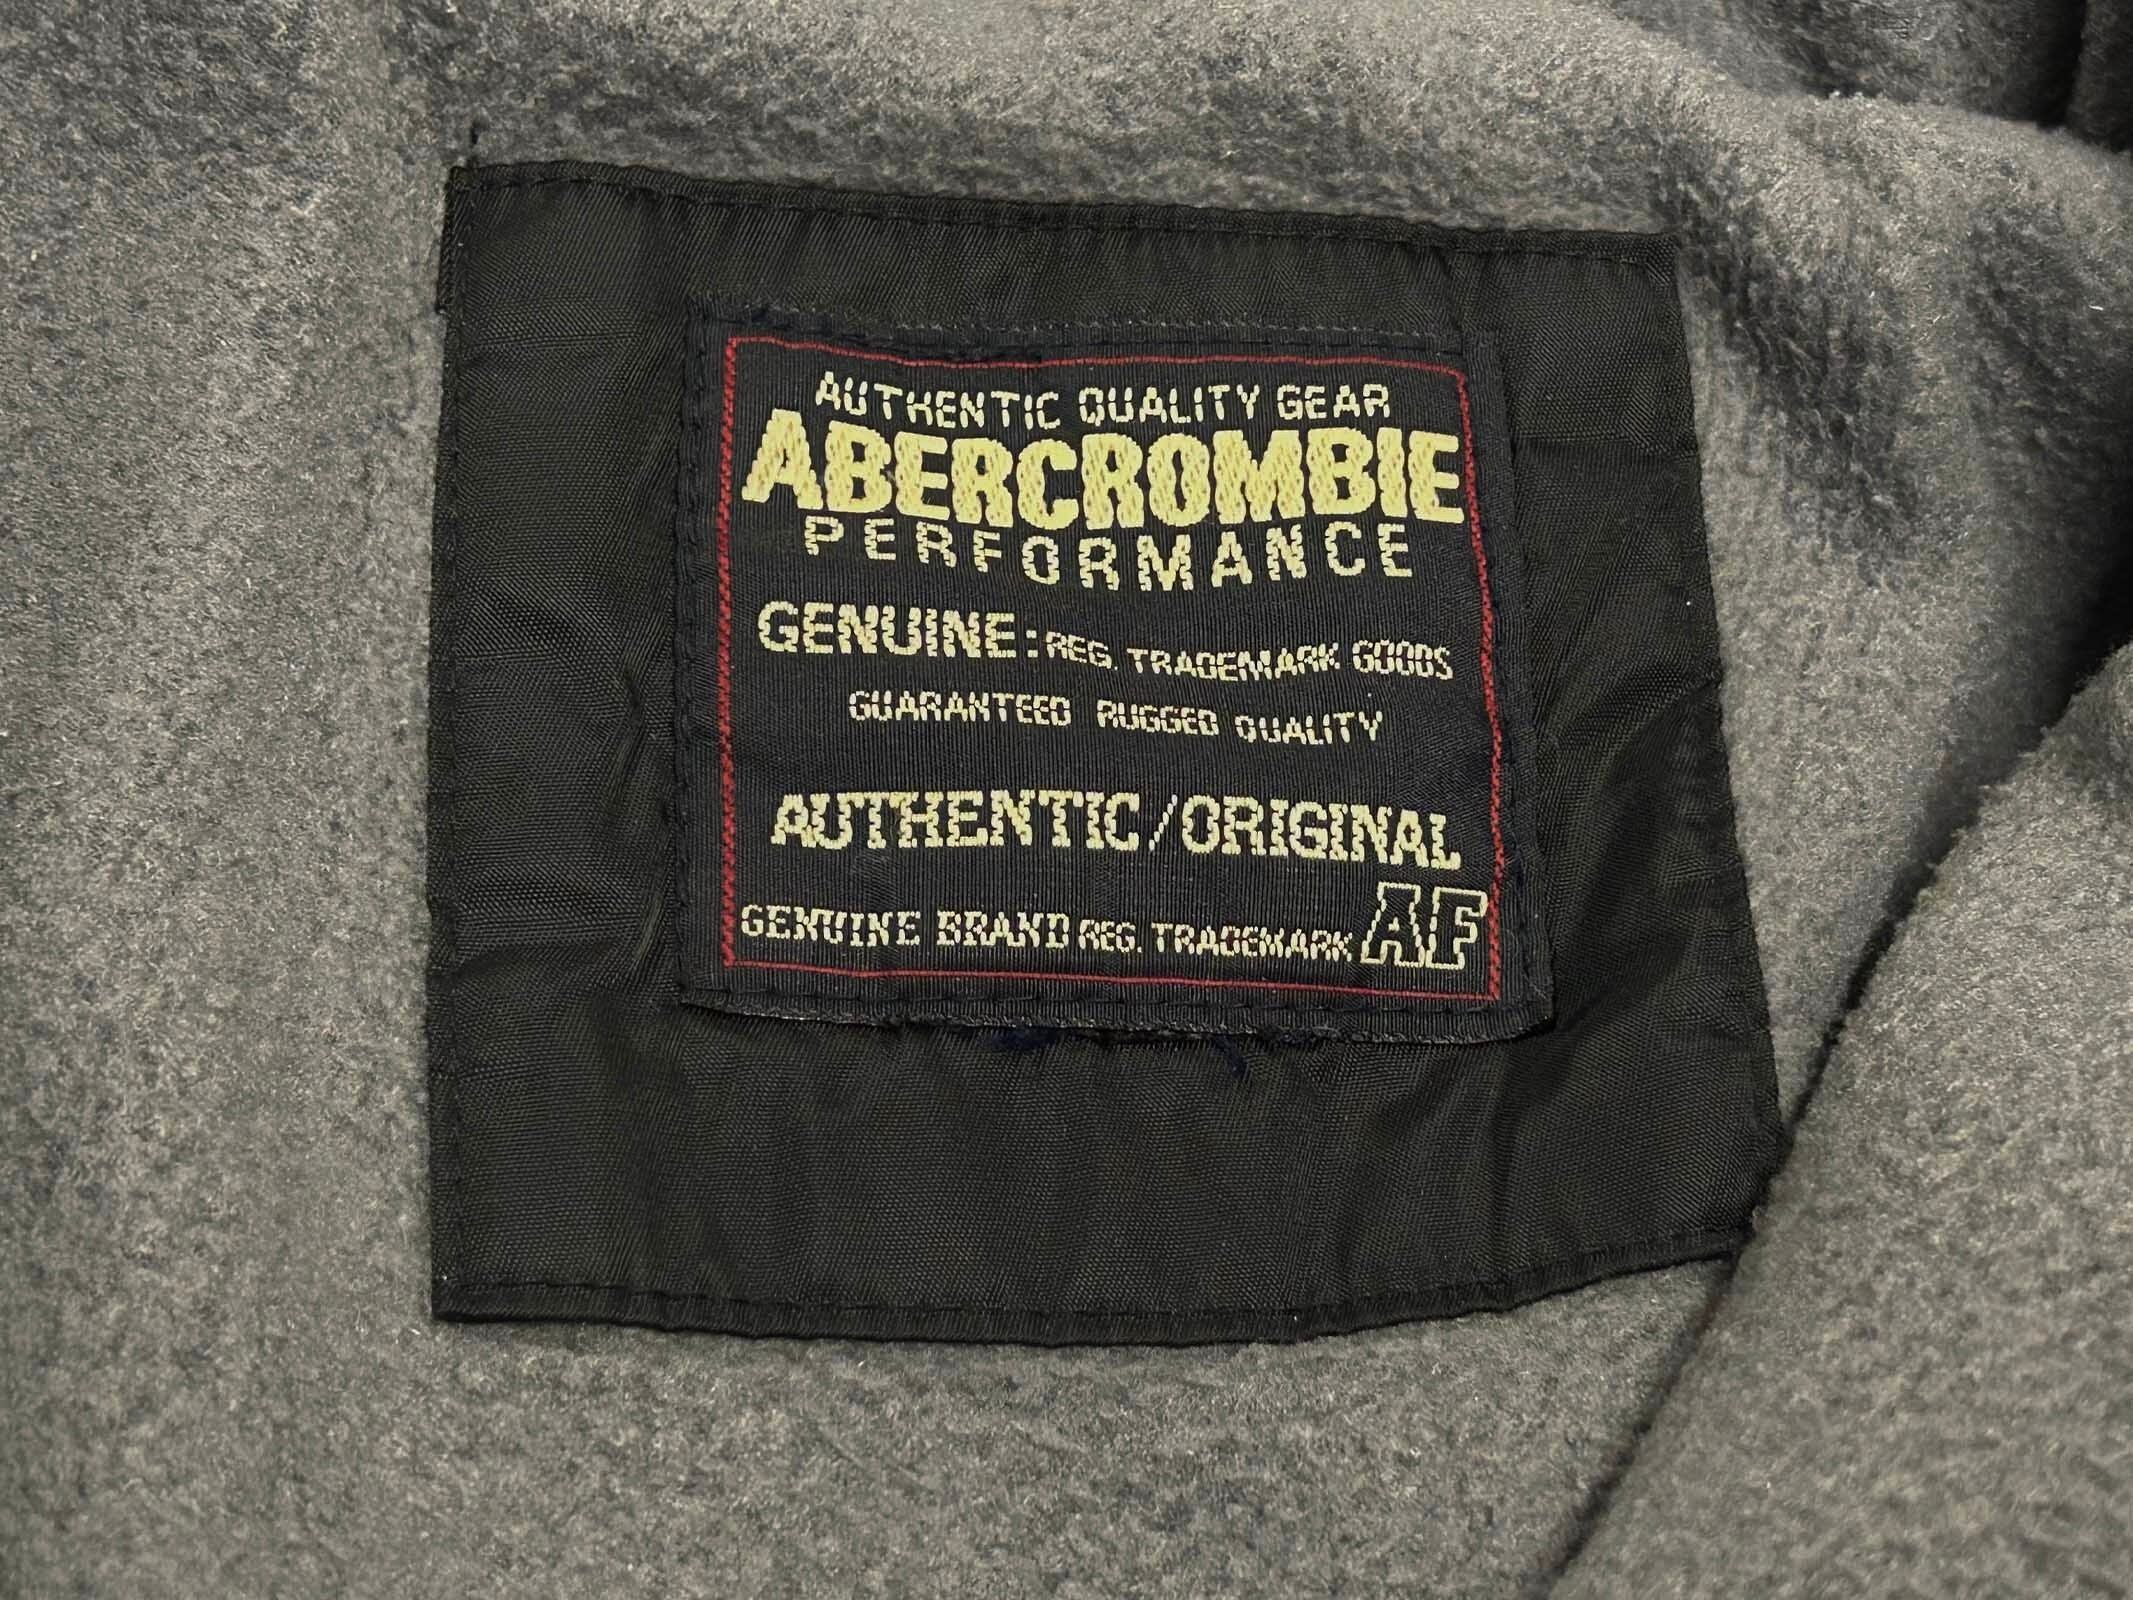 AUTHENTIC QUALITY GEAR
ABERCROMBIE
PERFORMANCE
GENUINE: REG. TRADEMARK GOODS
GUARANTEED RUGGED QUALITY
AUTHENTIC/ORIGINAL
GENUINE BRAND REG. TRADEMARK AF